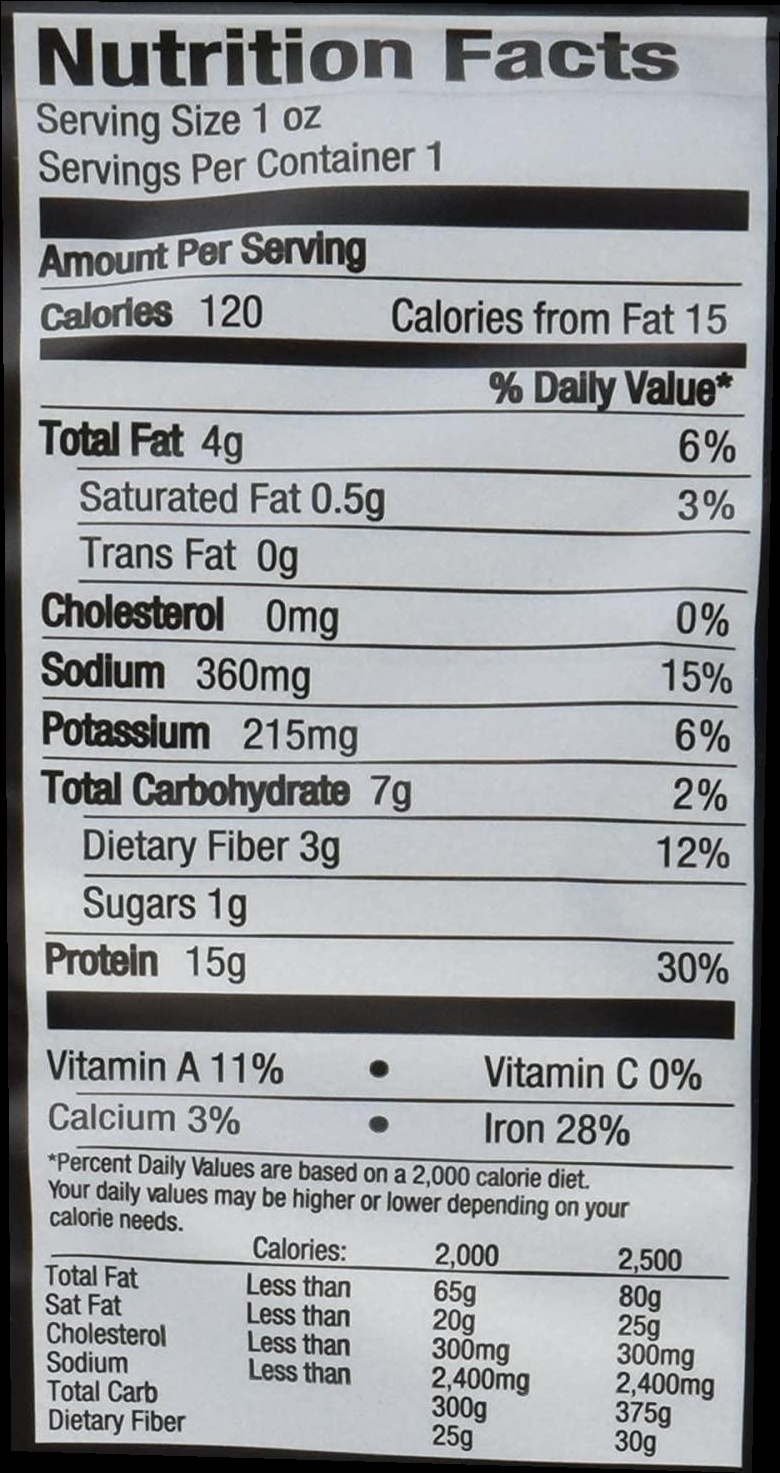 Nutrition Facts
Serving Size 1 oz
Servings Per Container 1
Amount Per Serving
Calories 120 Calories from Fat 15
% Daily Value*
Total Fat 4g 6%
Saturated Fat 0.5g 3%
Trans Fat 0g
Cholesterol 0mg 0%
Sodium 360mg 15%
Potassium 215mg 6%
Total Carbohydrate 7g 2%
Dietary Fiber 3g 12%
Sugars 1g
Protein 15g 30%
Vitamin A 11% • Vitamin C 0%
Calcium 3% • Iron 28%
*Percent Daily Values are based on a 2,000 calorie diet.
Your daily values may be higher or lower depending on your
calorie needs.
Calories: 2,000 2,500
Total Fat Less than 65g 80g
Sat Fat Less than 20g 25g
Cholesterol Less than 300mg 300mg
Sodium Less than 2,400mg 2,400mg
Total Carb 300g 375g
Dietary Fiber 25g 30g